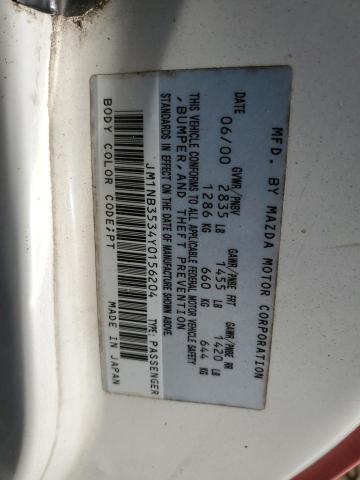 MFD. BY MAZDA MOTOR CORPORATION
DATE GVWR/PNBV GAWR/PNBE FRT GAWR/PNBE RR
06/00 2835 LB 1455 LB 1420 LB
1286 KG 660 KG 644 KG
THIS VEHICLE CONFORMS TO ALL APPLICABLE FEDERAL MOTOR VEHICLE SAFETY
, BUMPER, AND THEFT PREVENTION
STANDARDS IN EFFECT ON THE DATE OF MANUFACTURE SHOWN ABOVE.
JM1NB3534Y0156204 TYPE: PASSENGER
BODY COLOR CODE;PT MADE IN JAPAN